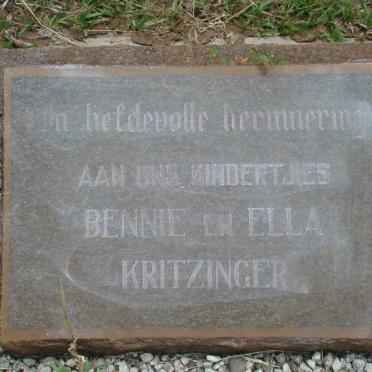 In liefdevolle herinnering
AAN ONS KINDERTJIES
BENNIE EN ELLA
KRITZINGER